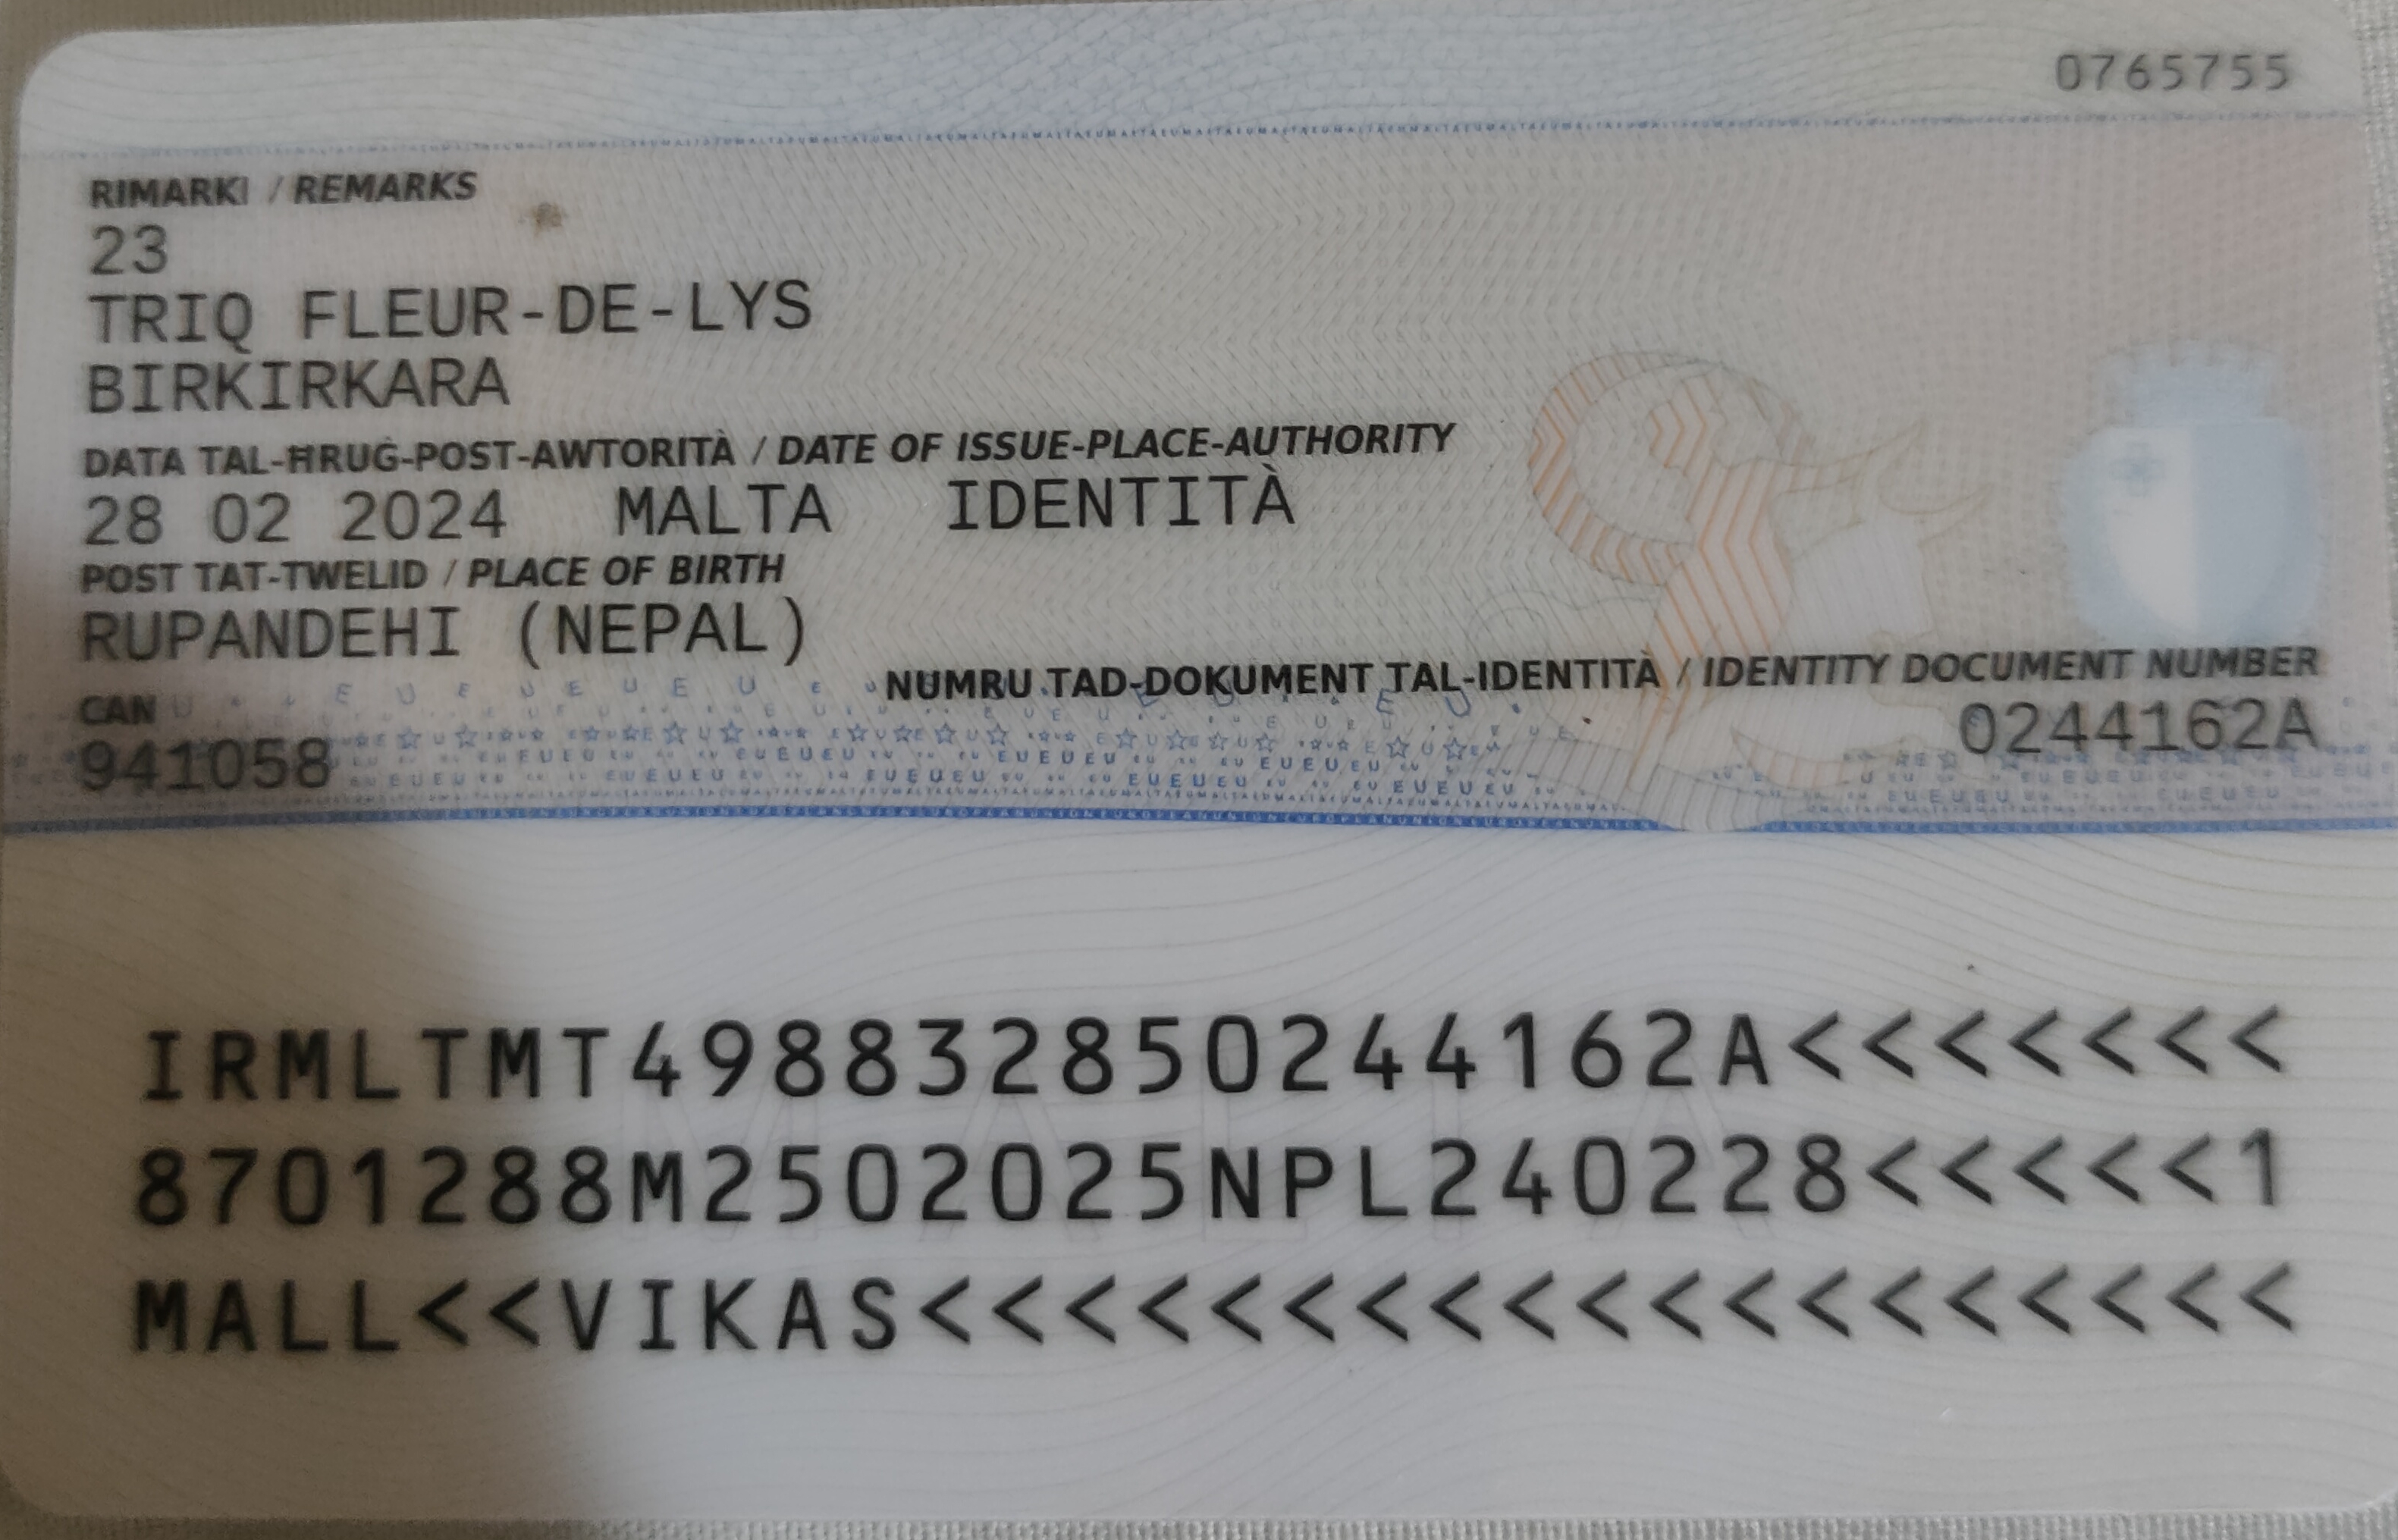 0765755
RIMARKI / REMARKS
23
TRIQ FLEUR-DE-LYS
BIRKIRKARA
DATA TAL-ĦRUĠ-POST-AWTORITÀ / DATE OF ISSUE-PLACE-AUTHORITY
28 02 2024 MALTA IDENTITÀ
POST TAT-TWELID / PLACE OF BIRTH
RUPANDEHI (NEPAL)
NUMRU TAD-DOKUMENT TAL-IDENTITÀ / IDENTITY DOCUMENT NUMBER
CAN
0244162A
941058
IRMLTMT498832850244162A<<<<<<<
8701288M2502025NPL240228<<<<<1
MALL<<VIKAS<<<<<<<<<<<<<<<<<<<